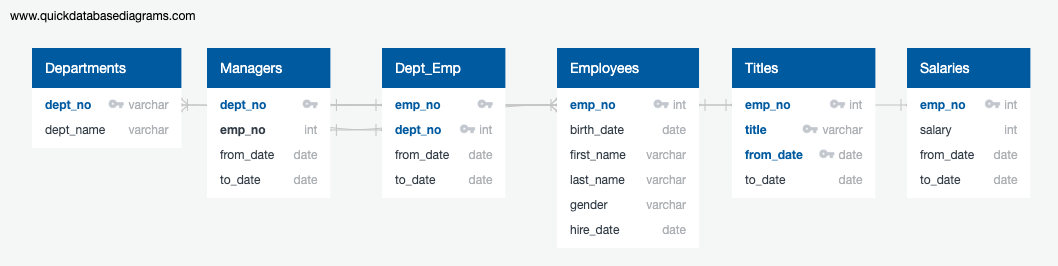 www.quickdatabasediagrams.com
Departments
dept_no varchar
dept_name varchar
Managers
dept_no
emp_no int
from_date date
to_date date
Dept_Emp
emp_no
dept_no int
from_date date
to_date date
Employees
emp_no int
birth_date date
first_name varchar
last_name varchar
gender varchar
hire_date date
Titles
emp_no int
title varchar
from_date date
to_date date
Salaries
emp_no int
salary int
from_date date
to_date date